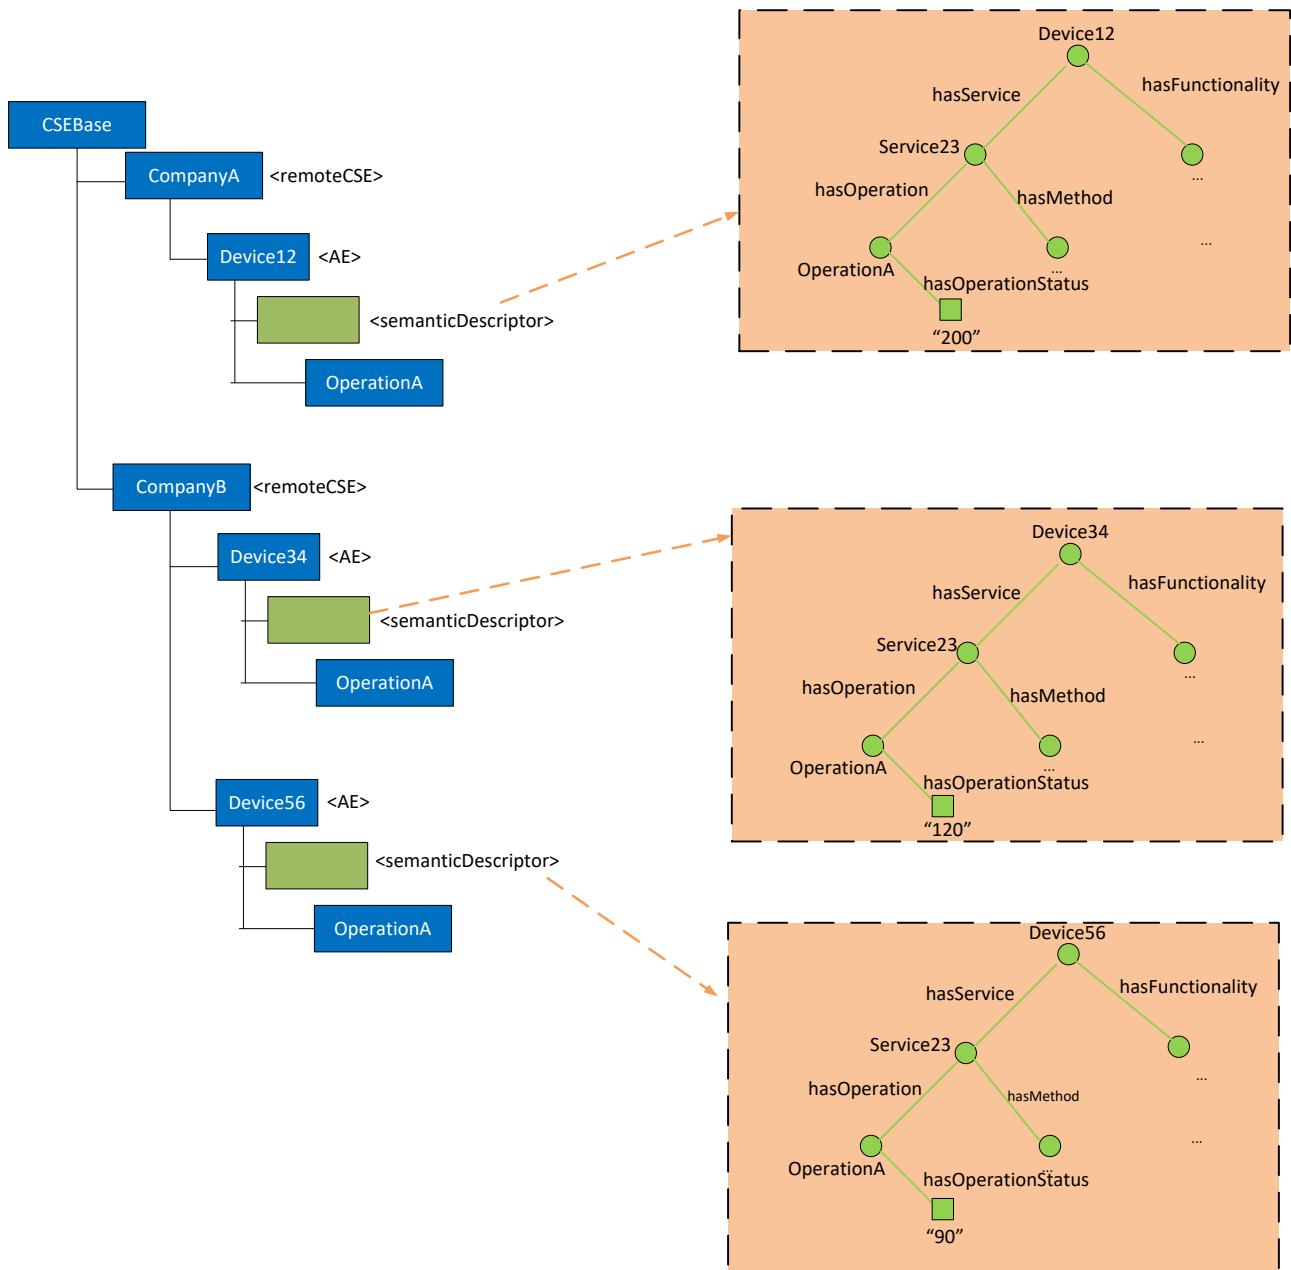 CSEBase
CompanyA
<remoteCSE>
Device12
<AE>
<semanticDescriptor>
OperationA
CompanyB
<remoteCSE>
Device34
<AE>
<semanticDescriptor>
OperationA
Device56
<AE>
<semanticDescriptor>
OperationA
Device12
hasService
hasFunctionality
Service23
...
hasOperation
hasMethod
...
OperationA
...
hasOperationStatus
“200”
Device34
hasService
hasFunctionality
Service23
...
hasOperation
hasMethod
...
OperationA
...
hasOperationStatus
“120”
Device56
hasService
hasFunctionality
Service23
...
hasOperation
hasMethod
...
OperationA
...
hasOperationStatus
“90”